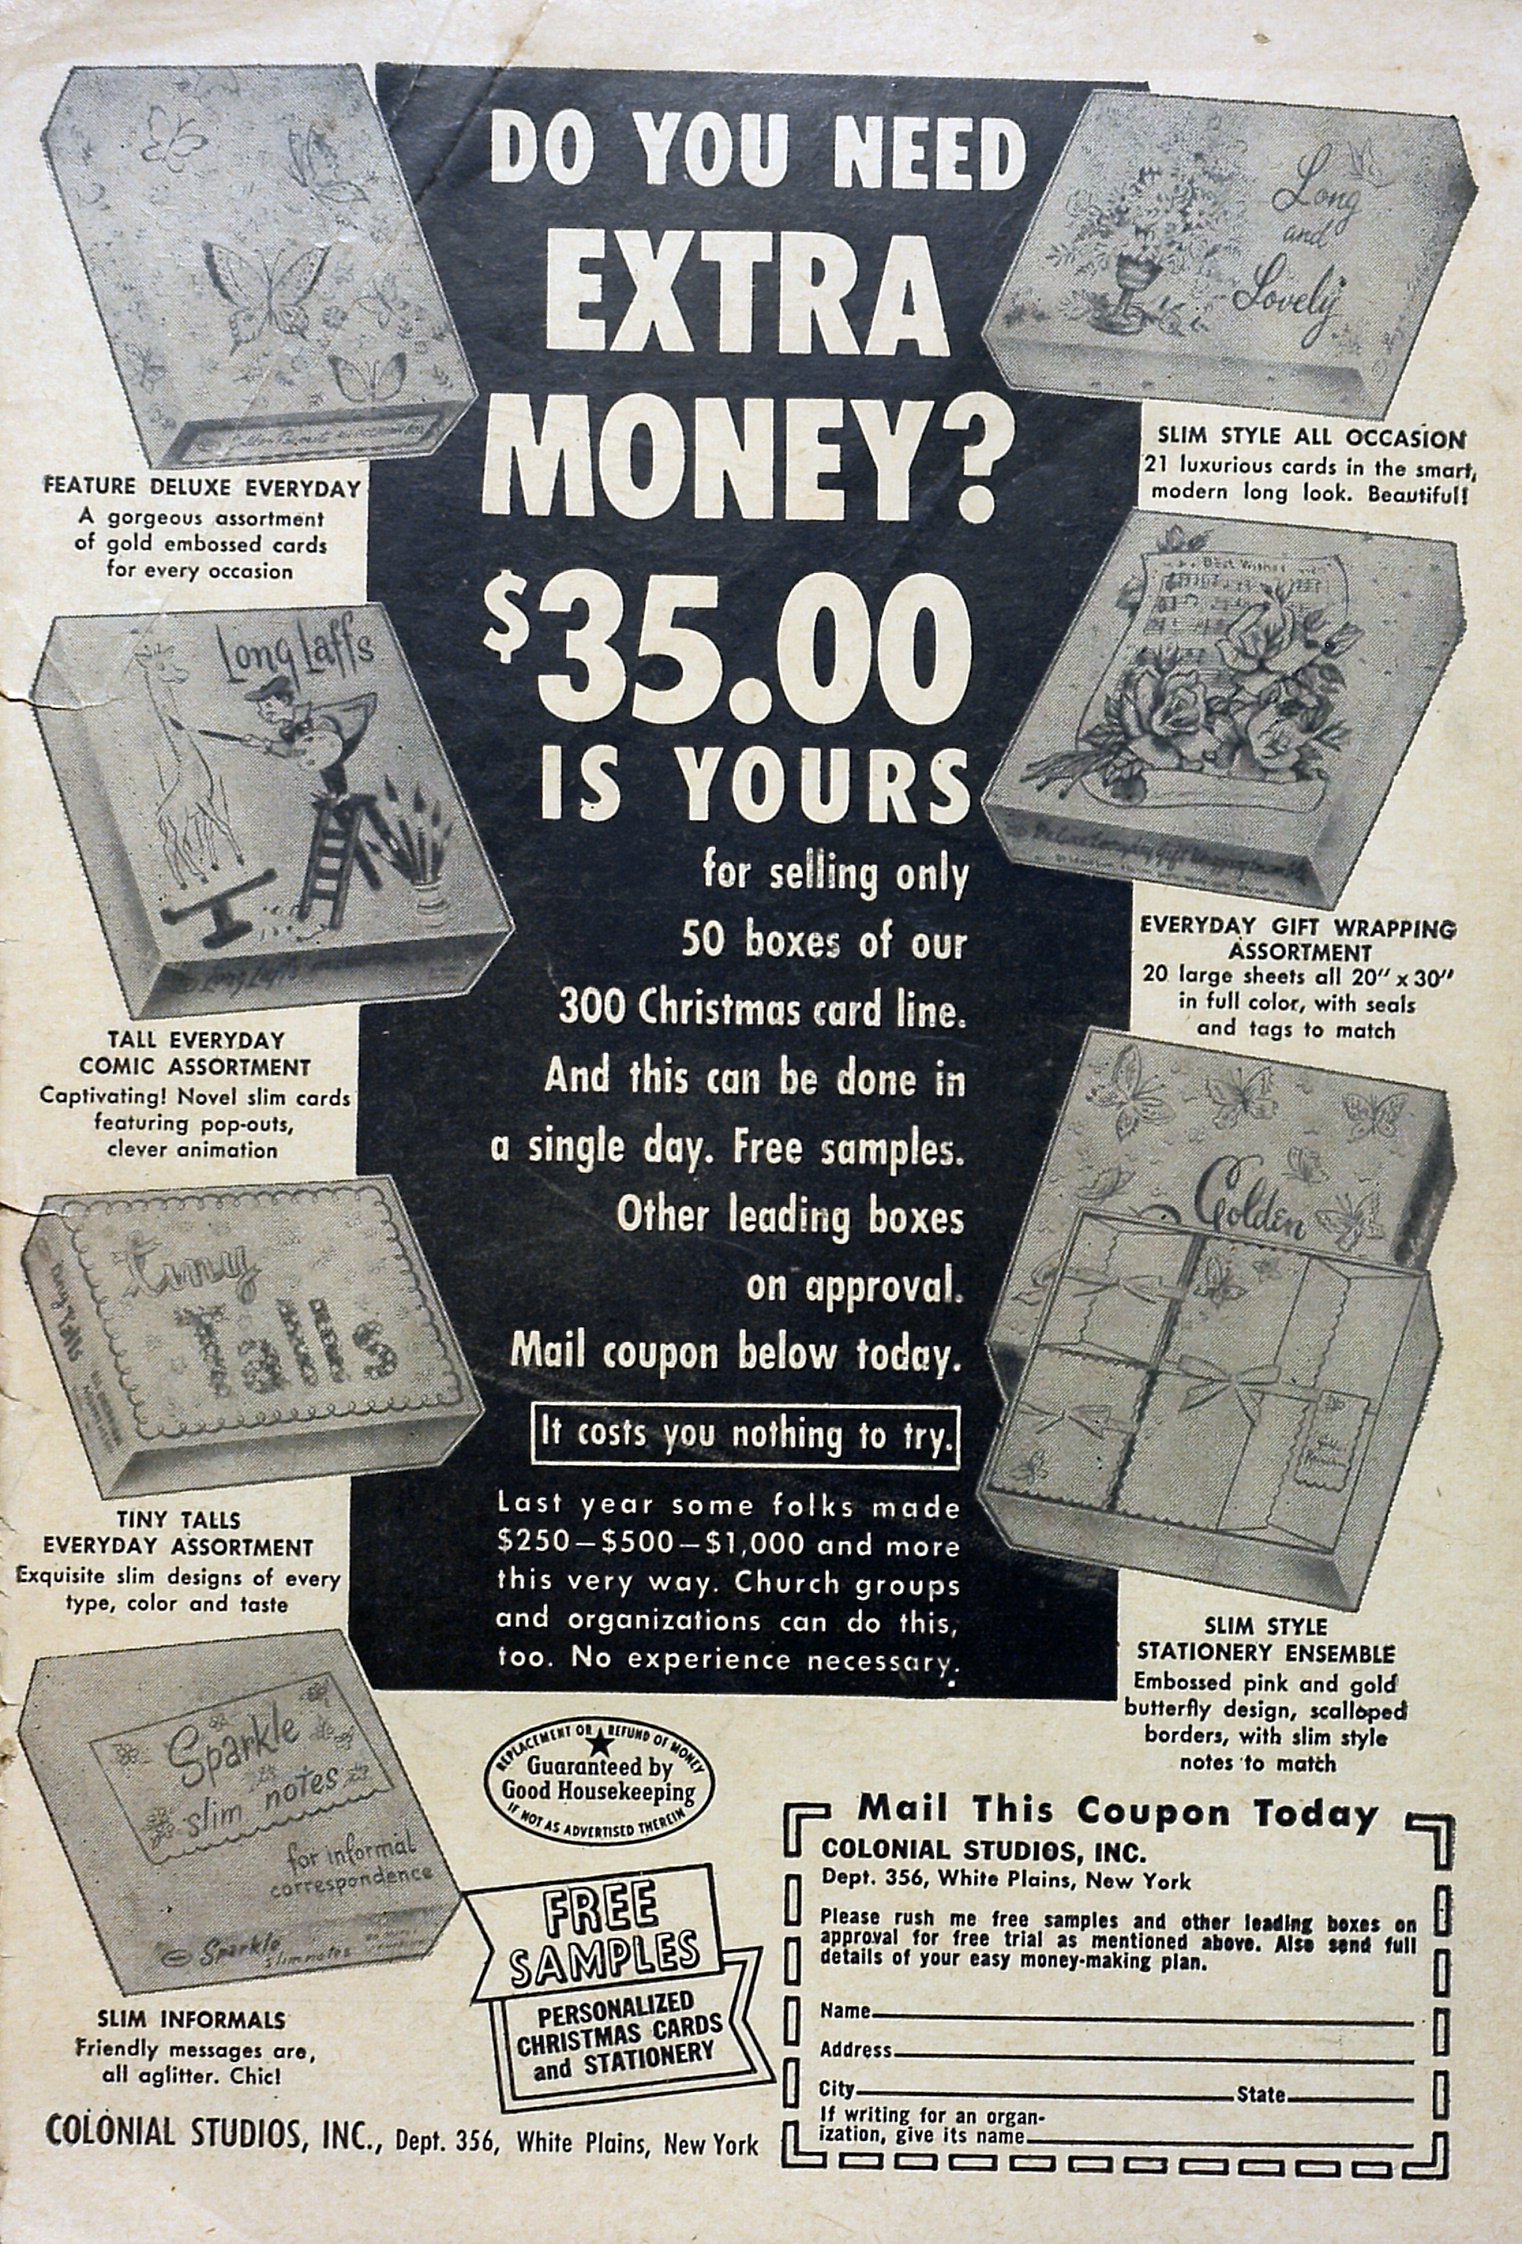 DO YOU NEED
EXTRA
MONEY?
$35.00
IS YOURS
for selling only
50 boxes of our
300 Christmas card line.
And this can be done in
a single day. Free samples.
Other leading boxes
on approval.
Mail coupon below today.
It costs you nothing to try.
Last year some folks made
$250—$500—$1,000 and more
this very way. Church groups
and organizations can do this,
too. No experience necessary.
FEATURE DELUXE EVERYDAY
A gorgeous assortment
of gold embossed cards
for every occasion
Long Laffs
Long Laffs
TALL EVERYDAY
COMIC ASSORTMENT
Captivating! Novel slim cards
featuring pop-outs,
clever animation
Tiny
Talls
Tiny Talls
TINY TALLS
EVERYDAY ASSORTMENT
Exquisite slim designs of every
type, color and taste
Sparkle
slim notes
for informal
correspondence
Sparkle
slim notes
SLIM INFORMALS
Friendly messages are,
all aglitter. Chic!
Long
and
Lovely
SLIM STYLE ALL OCCASION
21 luxurious cards in the smart,
modern long look. Beautiful!
Best Wishes
EVERYDAY GIFT WRAPPING
ASSORTMENT
20 large sheets all 20" x 30"
in full color, with seals
and tags to match
Golden
SLIM STYLE
STATIONERY ENSEMBLE
Embossed pink and gold
butterfly design, scalloped
borders, with slim style
notes to match
REPLACEMENT OR REFUND OF MONEY
Guaranteed by
Good Housekeeping
IF NOT AS ADVERTISED THEREIN
FREE
SAMPLES
PERSONALIZED
CHRISTMAS CARDS
and STATIONERY
COLONIAL STUDIOS, INC., Dept. 356, White Plains, New York
Mail This Coupon Today
COLONIAL STUDIOS, INC.
Dept. 356, White Plains, New York
Please rush me free samples and other leading boxes on
approval for free trial as mentioned above. Also send full
details of your easy money-making plan.
Name
Address
City State
If writing for an organ-
ization, give its name